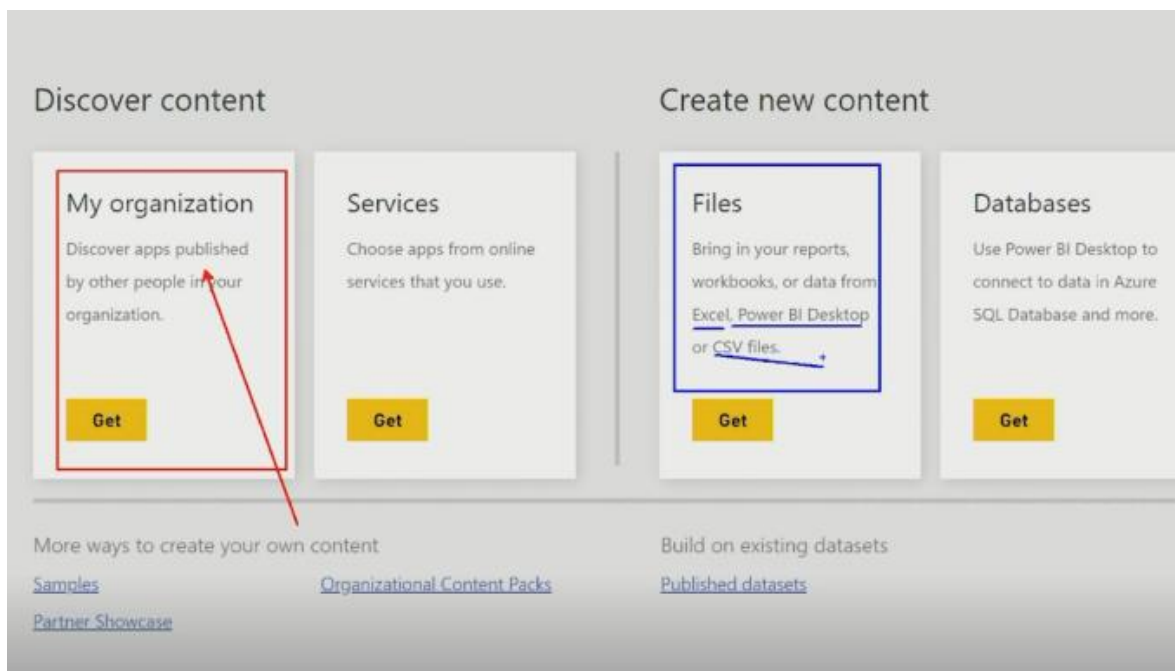 Discover content
Create new content
My organization
Discover apps published
by other people in your
organization.
Get
Services
Choose apps from online
services that you use.
Get
Files
Bring in your reports,
workbooks, or data from
Excel, Power BI Desktop
or CSV files.
Get
Databases
Use Power BI Desktop to
connect to data in Azure
SQL Database and more.
Get
More ways to create your own content
Samples
Organizational Content Packs
Partner Showcase
Build on existing datasets
Published datasets